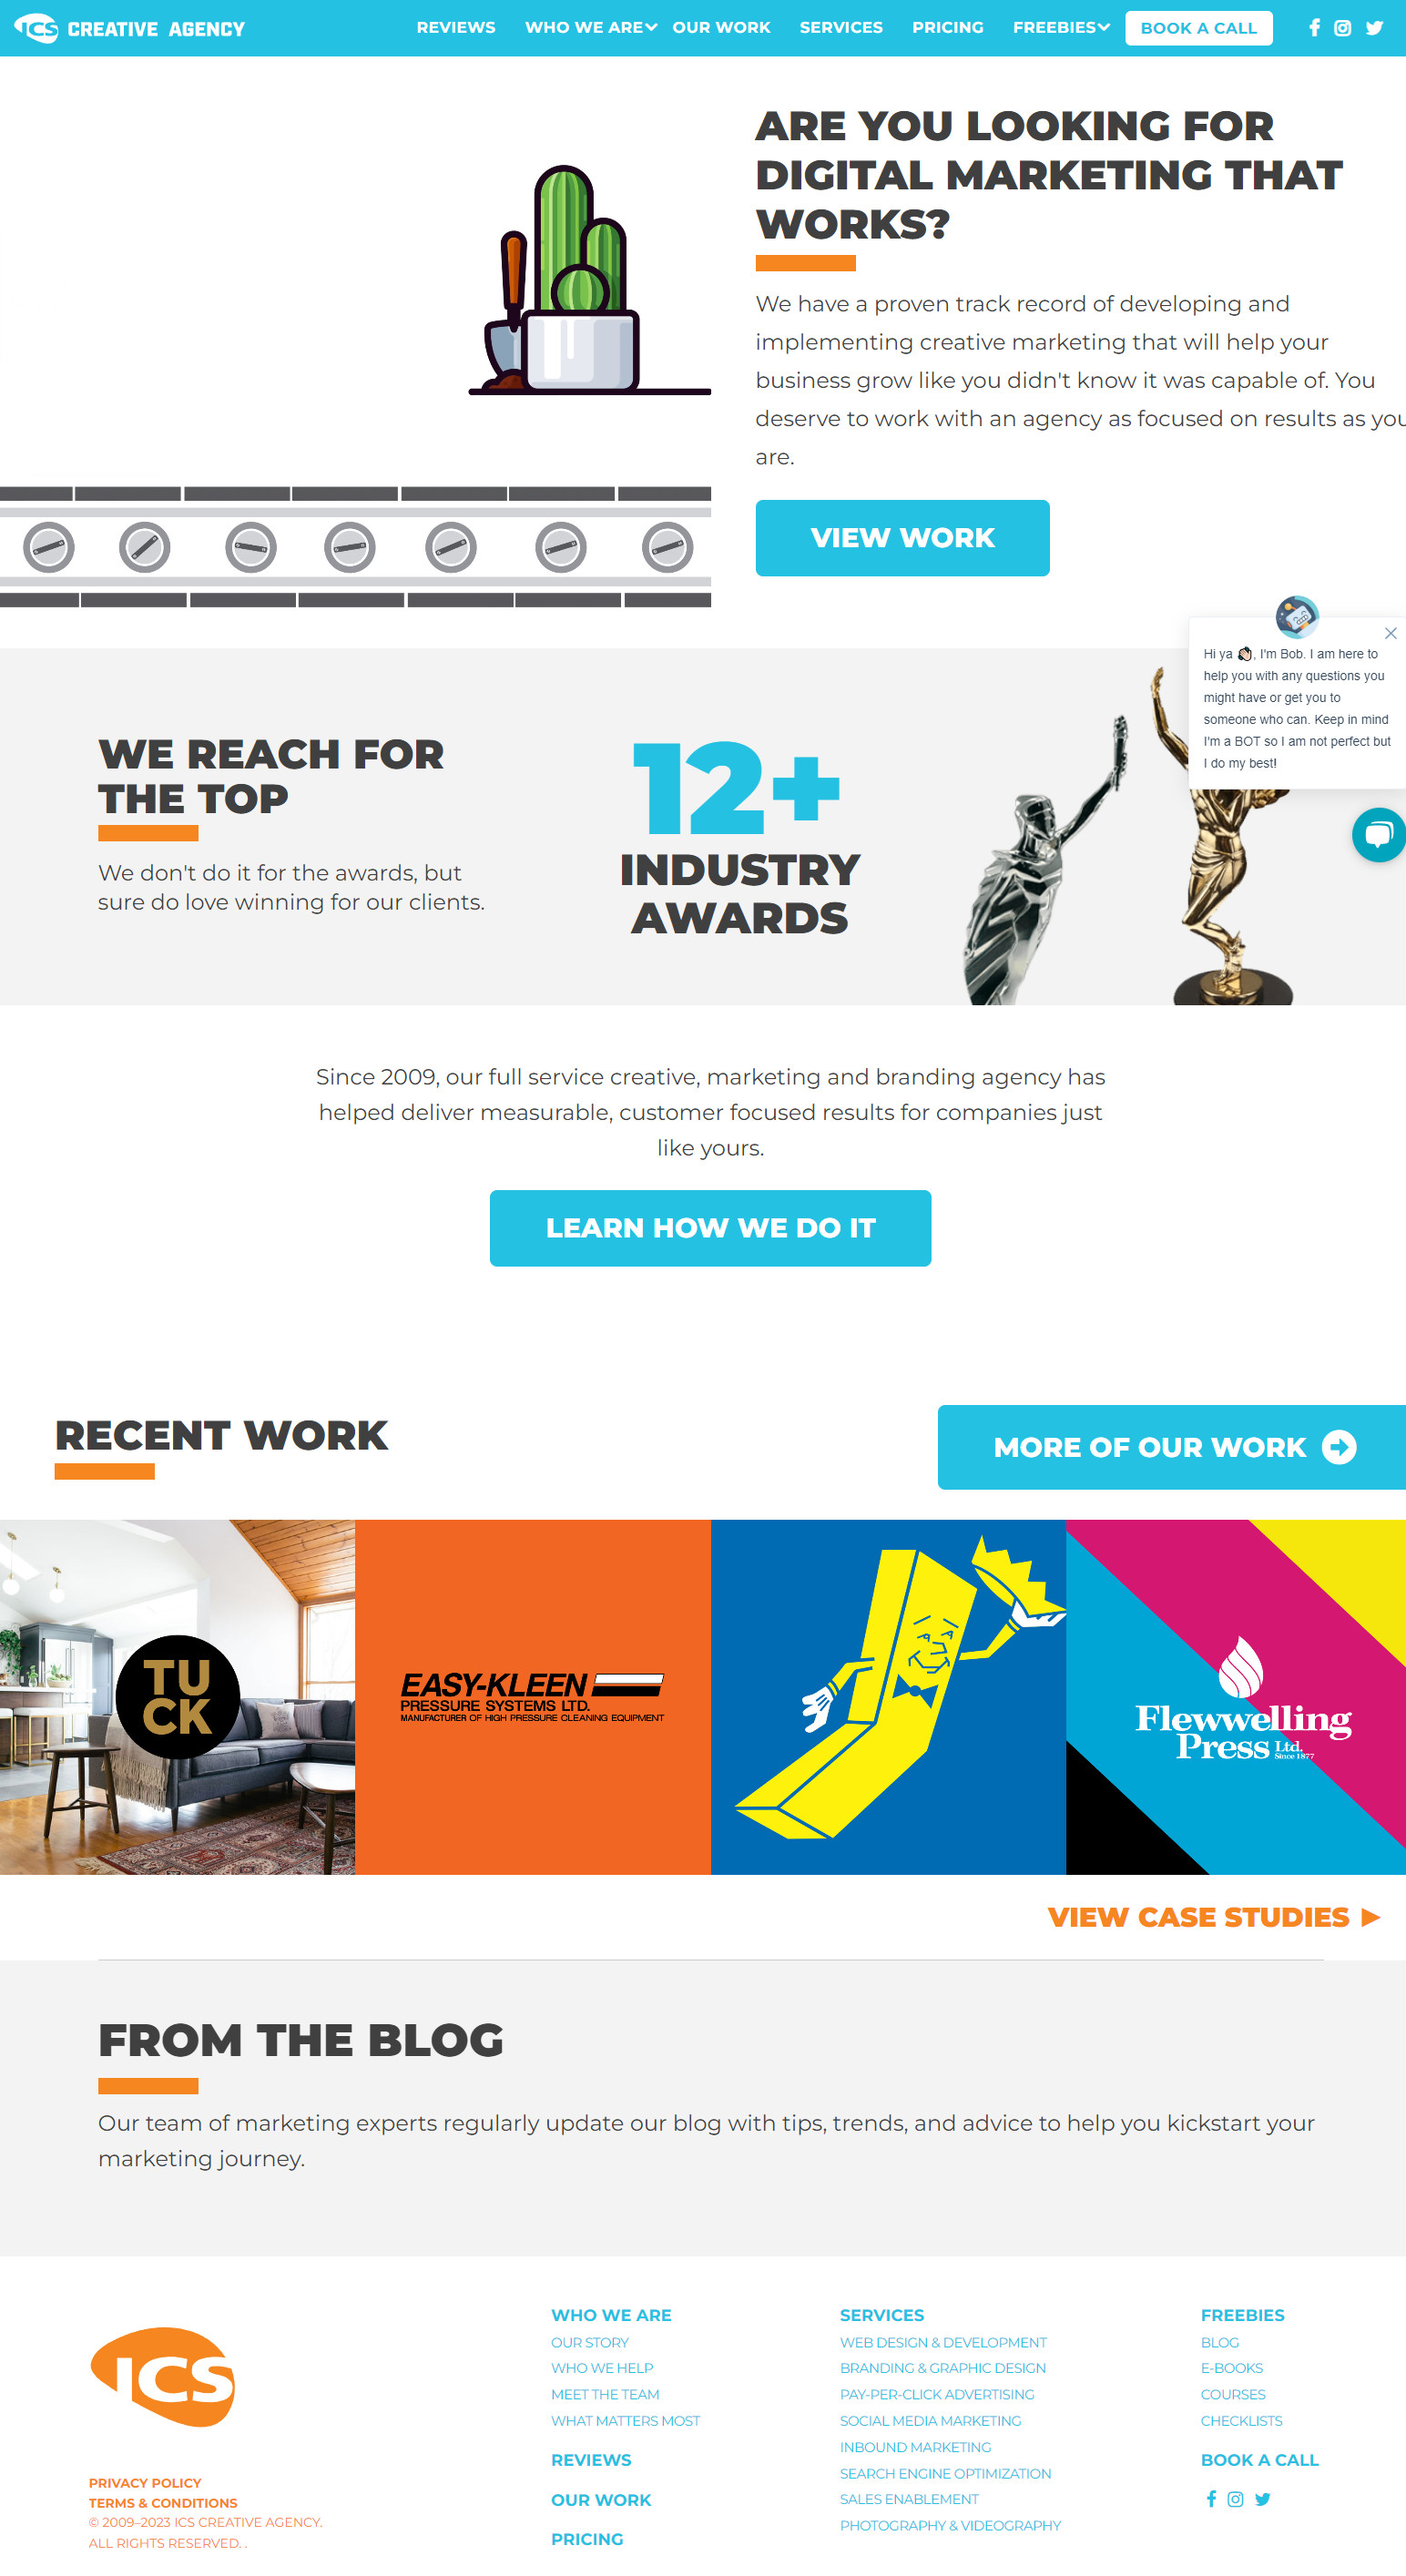 ICS CREATIVE AGENCY
REVIEWS
WHO WE ARE
OUR WORK
SERVICES
PRICING
FREEBIES
BOOK A CALL
ARE YOU LOOKING FOR
DIGITAL MARKETING THAT
WORKS?
We have a proven track record of developing and
implementing creative marketing that will help your
business grow like you didn't know it was capable of. You
deserve to work with an agency as focused on results as you
are.
VIEW WORK
Hi ya 👋, I'm Bob. I am here to
help you with any questions you
might have or get you to
someone who can. Keep in mind
I'm a BOT so I am not perfect but
I do my best!
WE REACH FOR
THE TOP
We don't do it for the awards, but
sure do love winning for our clients.
12+
INDUSTRY
AWARDS
Since 2009, our full service creative, marketing and branding agency has
helped deliver measurable, customer focused results for companies just
like yours.
LEARN HOW WE DO IT
RECENT WORK
MORE OF OUR WORK
TU
CK
EASY-KLEEN
PRESSURE SYSTEMS LTD.
MANUFACTURER OF HIGH PRESSURE CLEANING EQUIPMENT
Flewwelling
Press Ltd.
Since 1877
VIEW CASE STUDIES ►
FROM THE BLOG
Our team of marketing experts regularly update our blog with tips, trends, and advice to help you kickstart your
marketing journey.
ICS
PRIVACY POLICY
TERMS & CONDITIONS
© 2009–2023 ICS CREATIVE AGENCY.
ALL RIGHTS RESERVED. .
WHO WE ARE
OUR STORY
WHO WE HELP
MEET THE TEAM
WHAT MATTERS MOST
REVIEWS
OUR WORK
PRICING
SERVICES
WEB DESIGN & DEVELOPMENT
BRANDING & GRAPHIC DESIGN
PAY-PER-CLICK ADVERTISING
SOCIAL MEDIA MARKETING
INBOUND MARKETING
SEARCH ENGINE OPTIMIZATION
SALES ENABLEMENT
PHOTOGRAPHY & VIDEOGRAPHY
FREEBIES
BLOG
E-BOOKS
COURSES
CHECKLISTS
BOOK A CALL